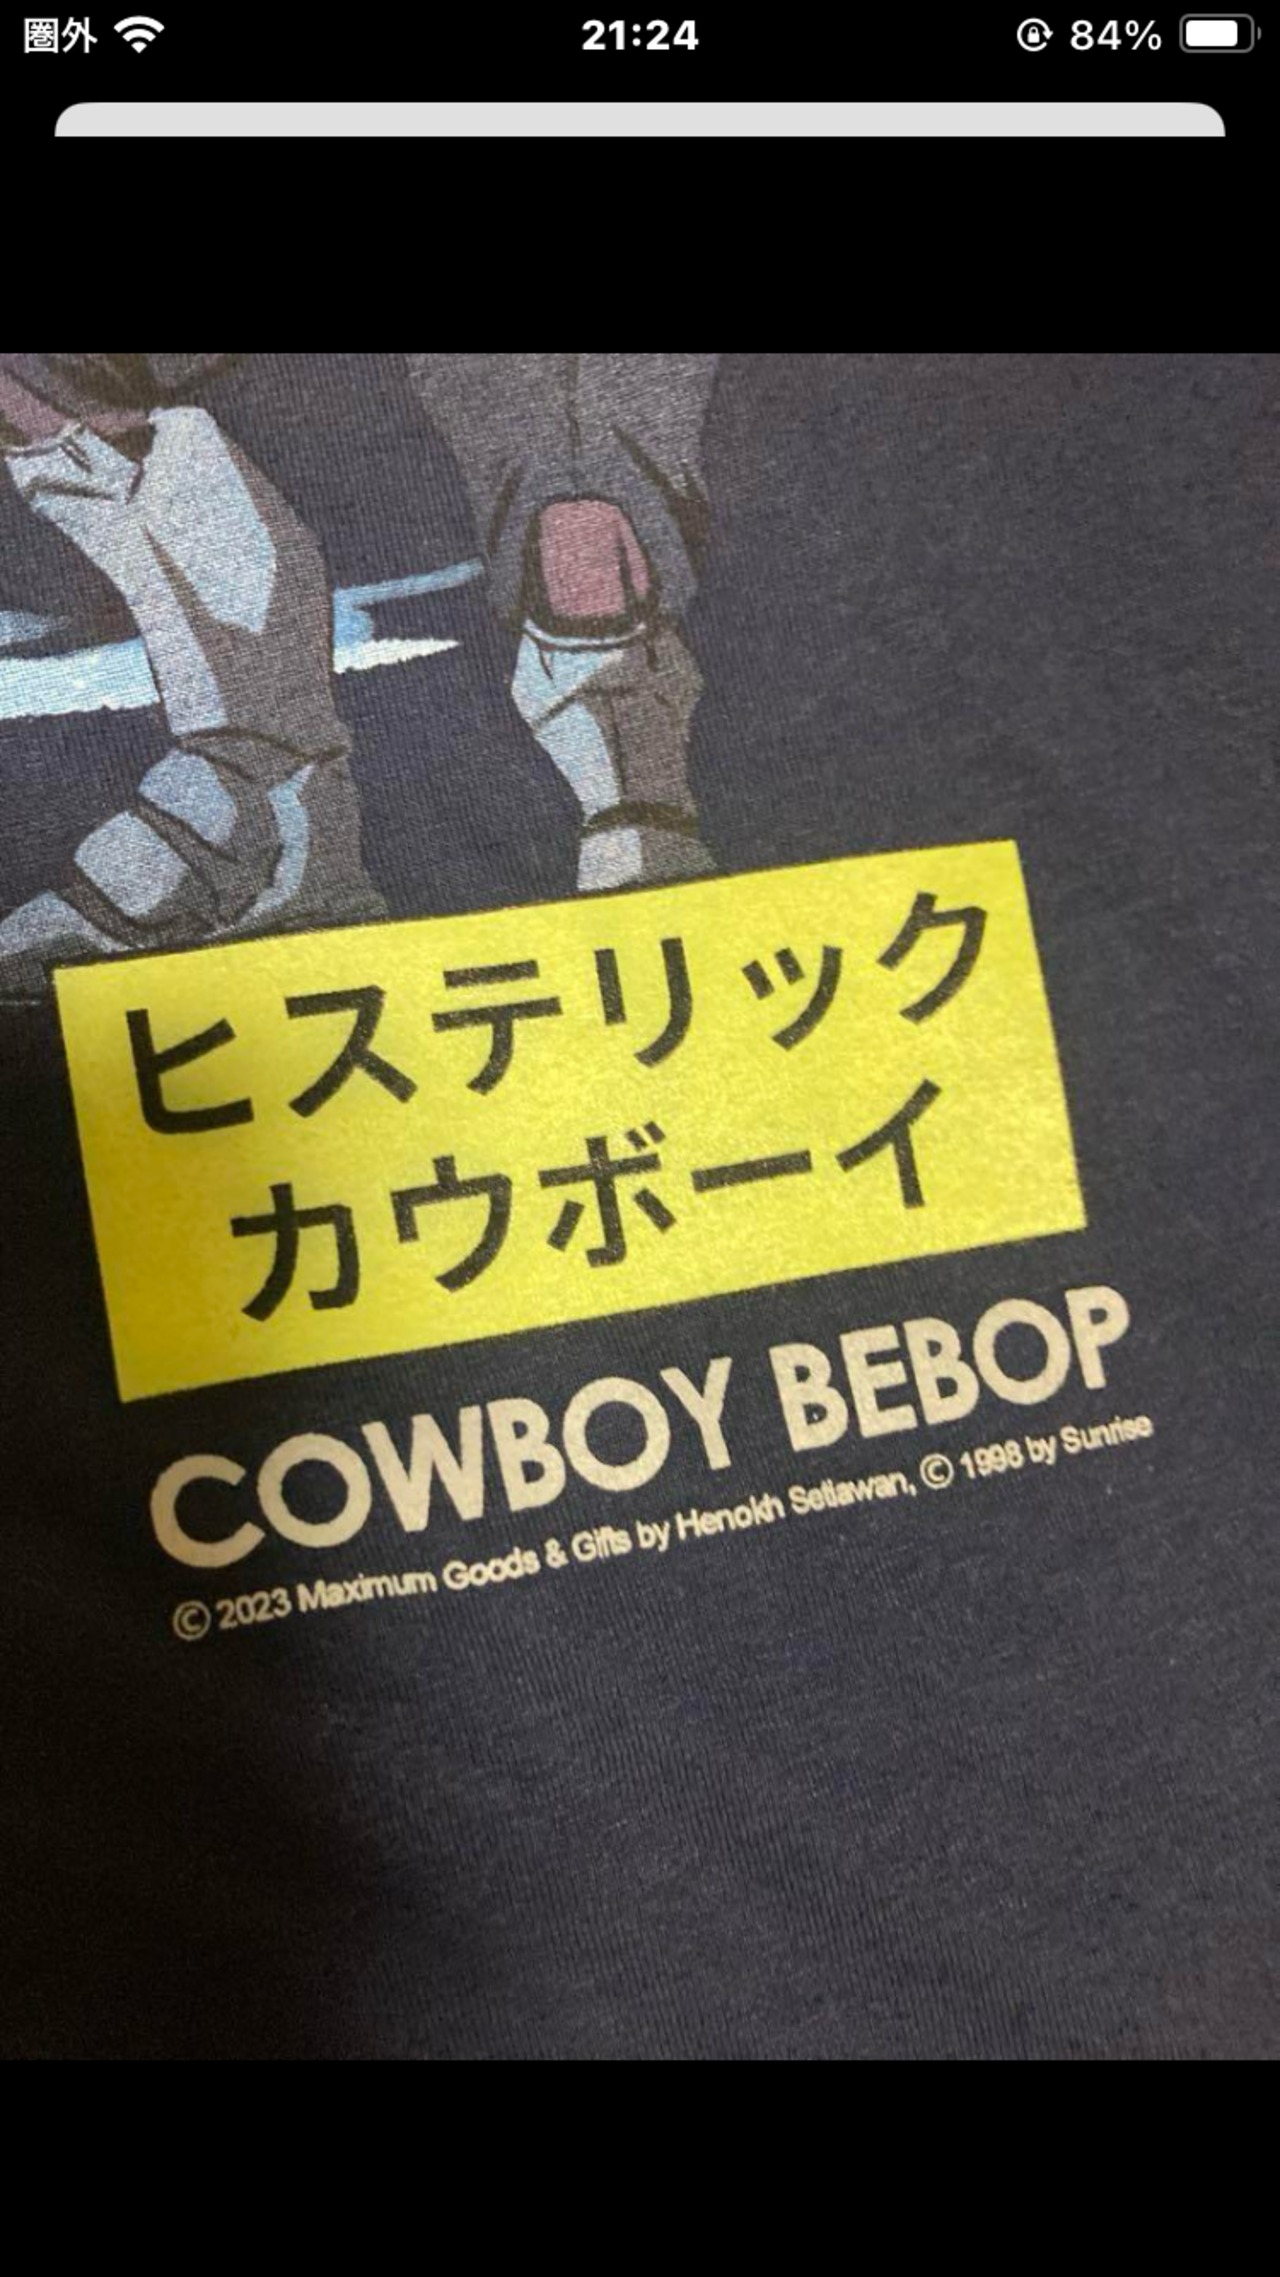 圏外 21:24 84%
ヒステリック
カウボーイ
COWBOY BEBOP
© 2023 Maximum Goods & Gifts by Henokh Setiawan, © 1998 by Sunrise